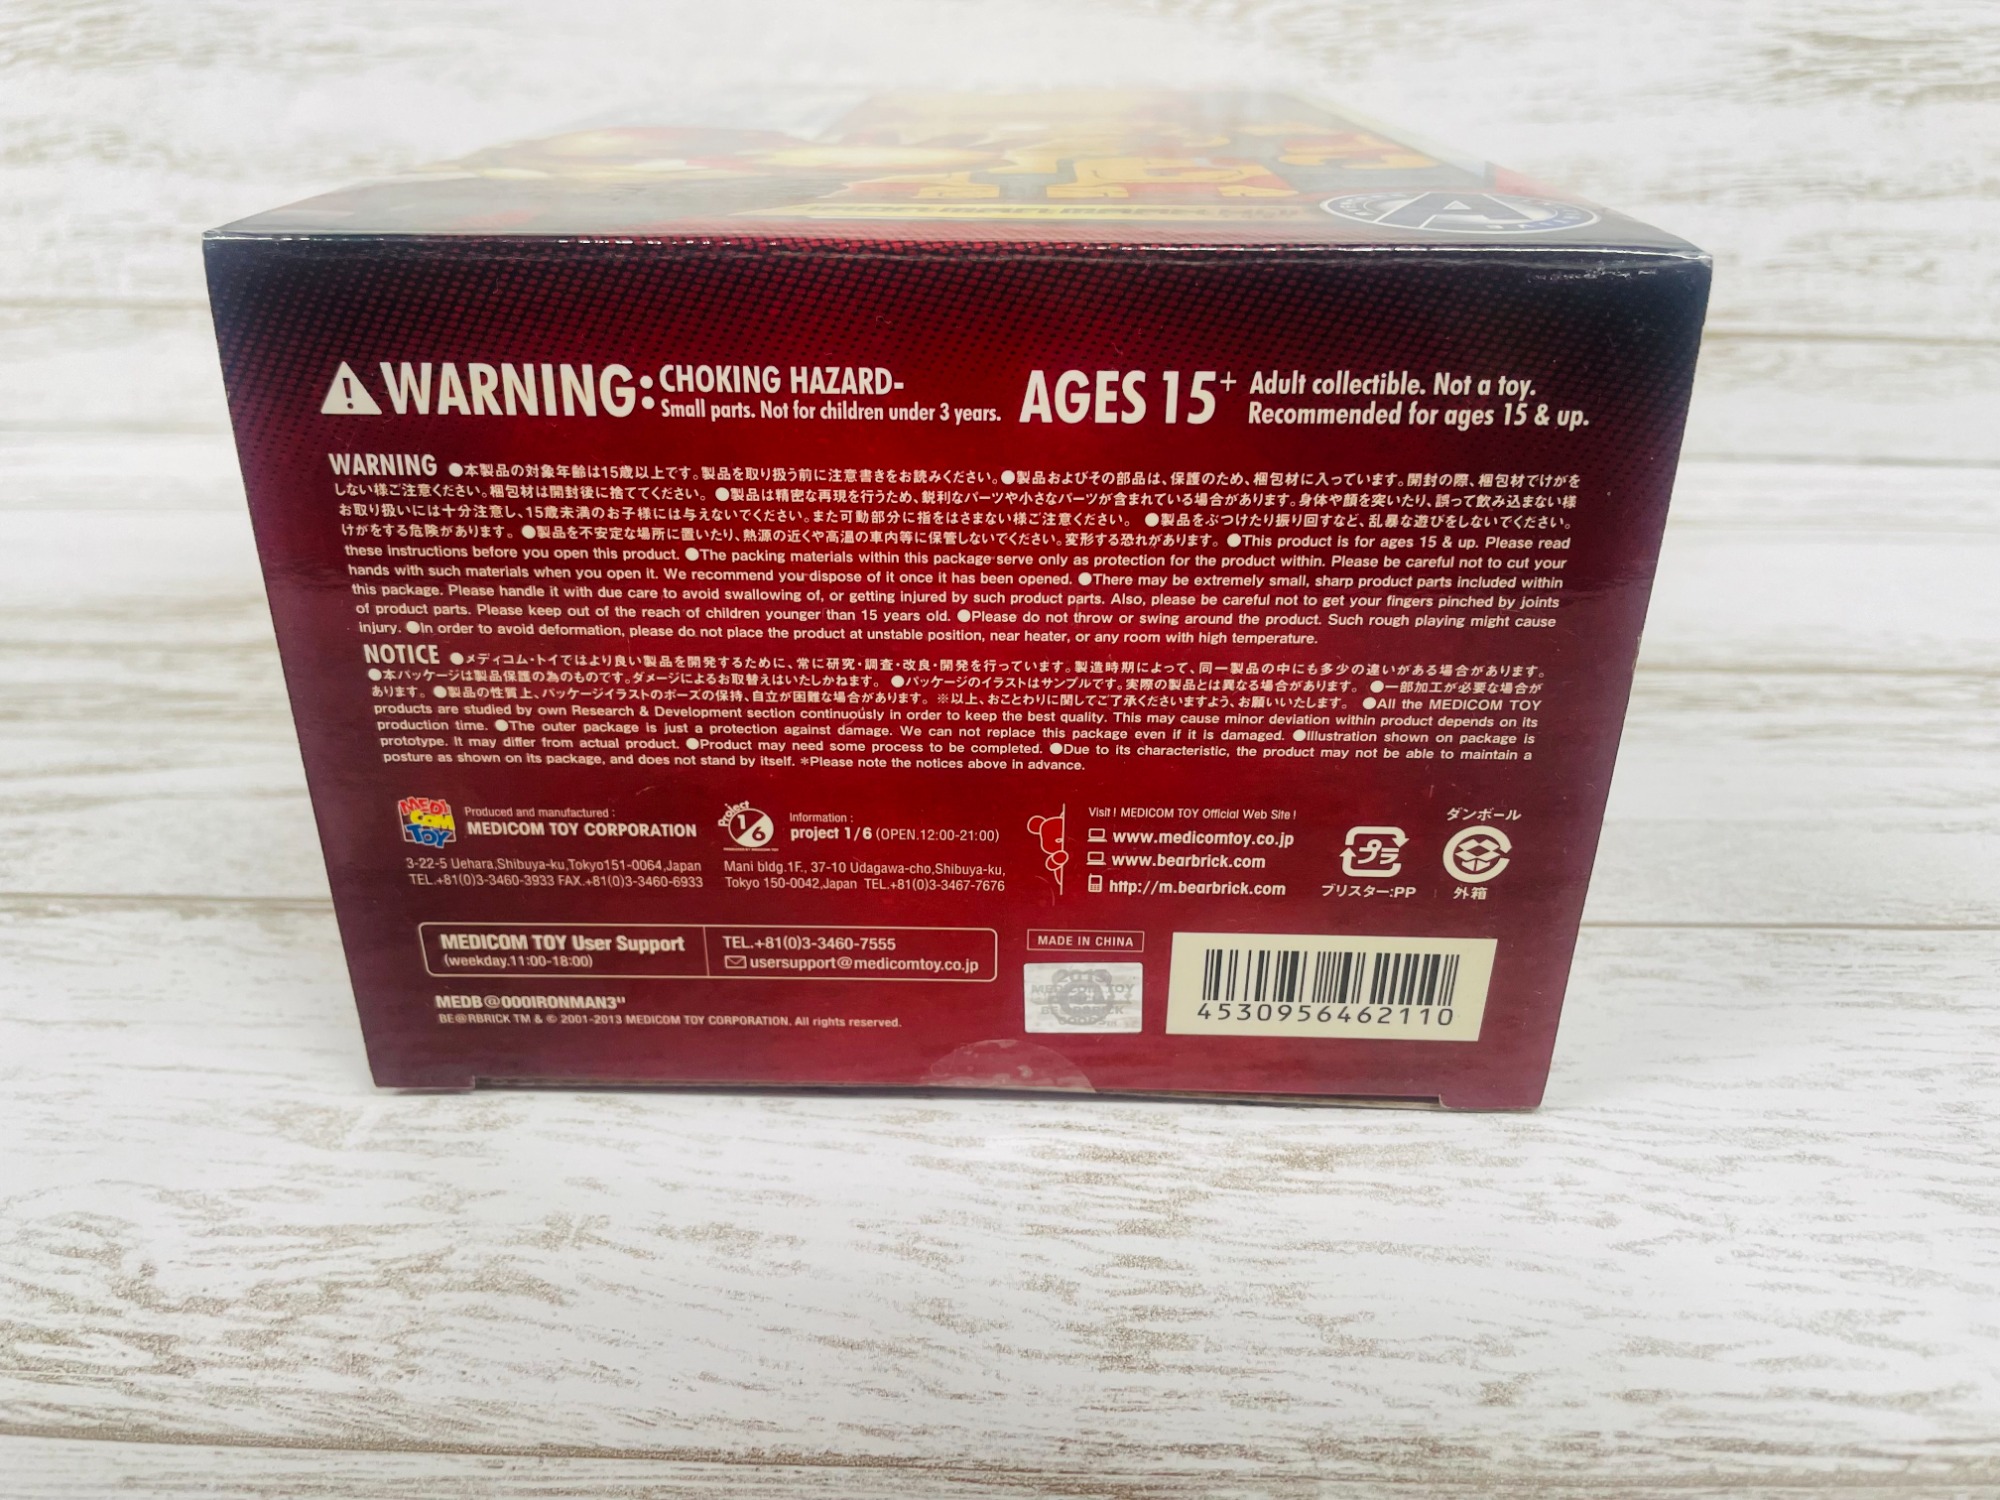 WARNING: CHOKING HAZARD-
Small parts. Not for children under 3 years.
AGES 15+ Adult collectible. Not a toy.
Recommended for ages 15 & up.
WARNING ●本製品の対象年齢は15歳以上です。製品を取り扱う前に注意書きをお読みください。●製品およびその部品は、保護のため、梱包材に入っています。開封の際、梱包材でけがを
しない様ご注意ください。梱包材は開封後に捨ててください。 ●製品は精密な再現を行うため、鋭利なパーツや小さなパーツが含まれている場合があります。身体や顔を突いたり、誤って飲み込まない様
お取り扱いには十分注意し、15歳未満のお子様には与えないでください。また可動部分に指をはさまない様ご注意ください。 ●製品をぶつけたり振り回すなど、乱暴な遊びをしないでください。
けがをする危険があります。 ●製品を不安定な場所に置いたり、熱源の近くや高温の車内等に保管しないでください。変形する恐れがあります。 ●This product is for ages 15 & up. Please read
these instructions before you open this product. ●The packing materials within this package serve only as protection for the product within. Please be careful not to cut your
hands with such materials when you open it. We recommend you dispose of it once it has been opened. ●There may be extremely small, sharp product parts included within
this package. Please handle it with due care to avoid swallowing of, or getting injured by such product parts. Also, please be careful not to get your fingers pinched by joints
of product parts. Please keep out of the reach of children younger than 15 years old. ●Please do not throw or swing around the product. Such rough playing might cause
injury. ●In order to avoid deformation, please do not place the product at unstable position, near heater, or any room with high temperature.
NOTICE ●メディコム・トイではより良い製品を開発するために、常に研究・調査・改良・開発を行っています。製造時期によって、同一製品の中にも多少の違いがある場合があります。
●本パッケージは製品保護の為のものです。ダメージによるお取替えはいたしかねます。 ●パッケージのイラストはサンプルです。実際の製品とは異なる場合があります。 ●一部加工が必要な場合が
あります。 ●製品の性質上、パッケージイラストのポーズの保持、自立が困難な場合があります。 ※以上、おことわりに関してご了承くださいますよう、お願いいたします。 ●All the MEDICOM TOY
products are studied by own Research & Development section continuously in order to keep the best quality. This may cause minor deviation within product depends on its
production time. ●The outer package is just a protection against damage. We can not replace this package even if it is damaged. ●Illustration shown on package is
prototype. It may differ from actual product. ●Product may need some process to be completed. ●Due to its characteristic, the product may not be able to maintain a
posture as shown on its package, and does not stand by itself. *Please note the notices above in advance.
MEDI COM TOY
Produced and manufactured :
MEDICOM TOY CORPORATION
3-22-5 Uehara,Shibuya-ku,Tokyo151-0064,Japan
TEL.+81(0)3-3460-3933 FAX.+81(0)3-3460-6933
Project 1/6
Information :
project 1/6 (OPEN.12:00-21:00)
Mani bldg.1F., 37-10 Udagawa-cho,Shibuya-ku,
Tokyo 150-0042,Japan TEL.+81(0)3-3467-7676
Visit ! MEDICOM TOY Official Web Site !
www.medicomtoy.co.jp
www.bearbrick.com
http://m.bearbrick.com
プラ
ブリスター:PP
ダンボール
外箱
MEDICOM TOY User Support
(weekday.11:00-18:00)
TEL.+81(0)3-3460-7555
usersupport@medicomtoy.co.jp
MEDB@000IRONMAN3"
BE@RBRICK TM & © 2001-2013 MEDICOM TOY CORPORATION. All rights reserved.
MADE IN CHINA
4530956462110